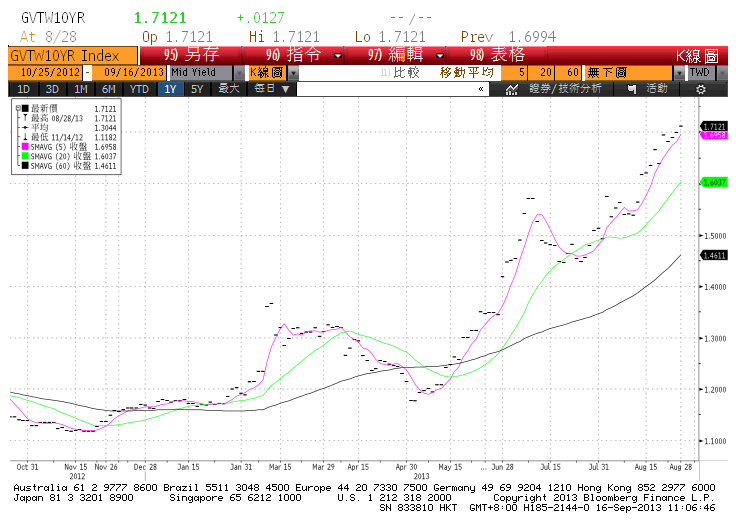 GVTW10YR 1.7121 +.0127 --/--
At 8/28 Op 1.7121 Hi 1.7121 Lo 1.7121 Prev 1.6994
GVTW10YR Index 95) 另存 96) 指令 97) 編輯 98) 表格 K線圖
10/25/2012 - 09/16/2013 Mid Yield K線圖 11) 比較 移動平均 5 20 60 無下圖 TWD
1D 3D 1M 6M YTD 1Y 5Y 最大 每日 ▼ « 證券/技術分析 活動
最新價 1.7121
最高 08/28/13 1.7121
平均 1.3044
最低 11/14/12 1.1182
SMAVG (5) 收盤 1.6958
SMAVG (20) 收盤 1.6037
SMAVG (60) 收盤 1.4611
1.7121
1.6958
1.6037
1.5000
1.4611
1.4000
1.3000
1.2000
1.1000
Oct 31 Nov 15 Nov 26 Dec 28 Jan 15 Jan 31 Mar 15 Mar 29 Apr 15 Apr 30 May 15 ... Jun 28 Jul 15 Jul 31 Aug 15 Aug 28
2012 2013
Australia 61 2 9777 8600 Brazil 5511 3048 4500 Europe 44 20 7330 7500 Germany 49 69 9204 1210 Hong Kong 852 2977 6000
Japan 81 3 3201 8900 Singapore 65 6212 1000 U.S. 1 212 318 2000 Copyright 2013 Bloomberg Finance L.P.
SN 833810 HKT GMT+8:00 H185-2144-0 16-Sep-2013 11:06:46